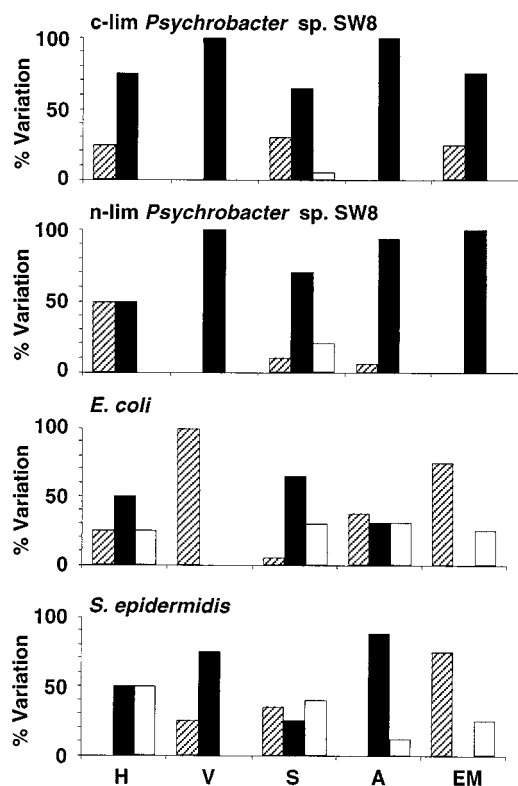 c-lim Psychrobacter sp. SW8
100
50
0
% Variation
n-lim Psychrobacter sp. SW8
100
50
0
% Variation
E. coli
100
50
0
% Variation
S. epidermidis
100
50
0
% Variation
H V S A EM